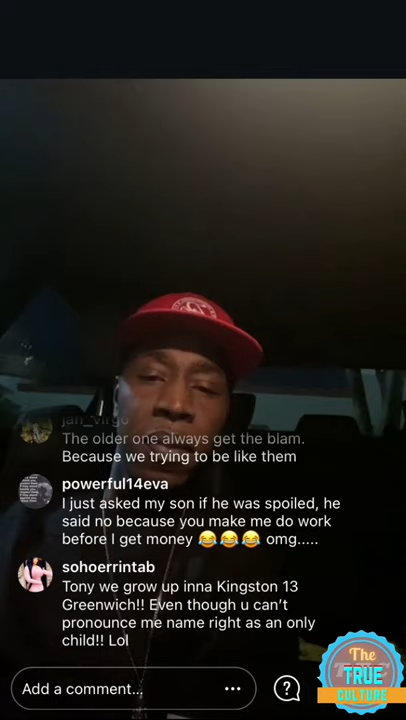 jah_virgo
The older one always get the blam.
Because we trying to be like them
powerful14eva
I just asked my son if he was spoiled, he
said no because you make me do work
before I get money 😂😂😂 omg.....
sohoerrintab
Tony we grow up inna Kingston 13
Greenwich!! Even though u can’t
pronounce me name right as an only
child!! Lol
Add a comment...
The
TRUE
CULTURE